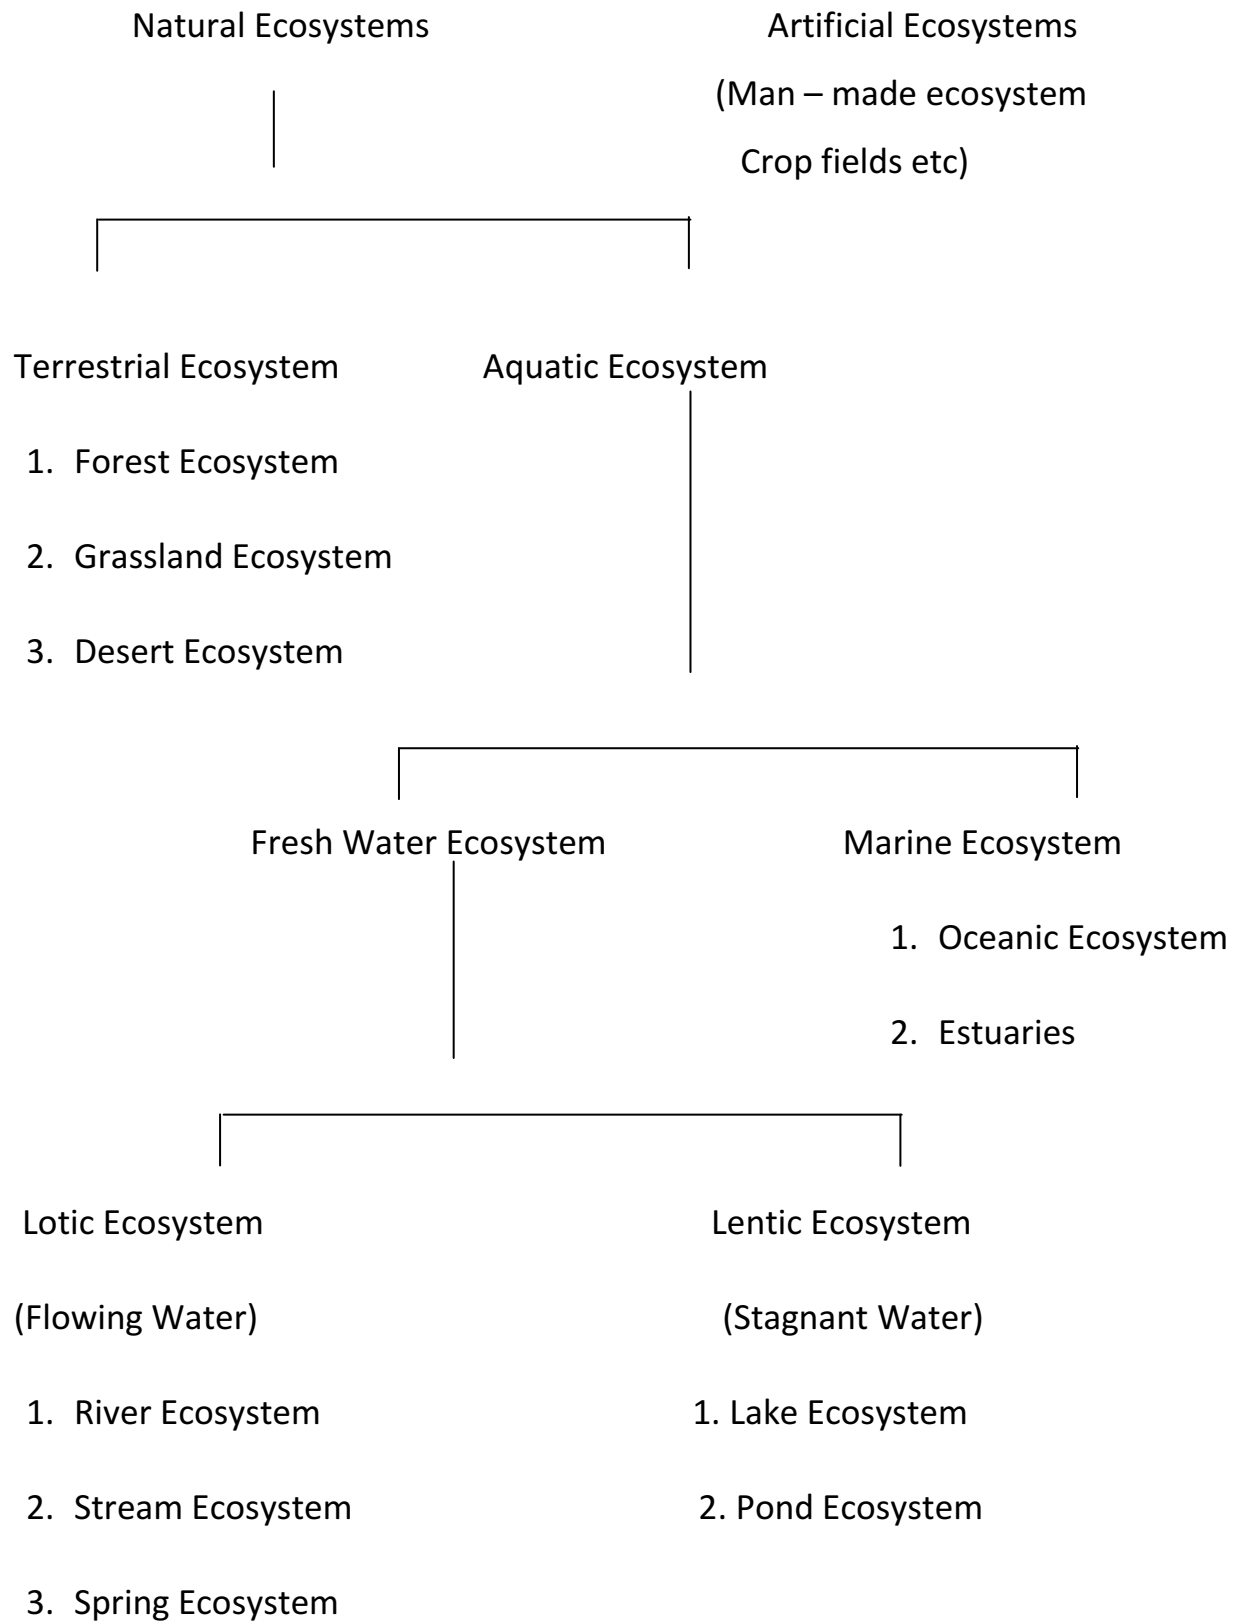 Natural Ecosystems
Artificial Ecosystems
(Man – made ecosystem
Crop fields etc)
Terrestrial Ecosystem
Aquatic Ecosystem
1. Forest Ecosystem
2. Grassland Ecosystem
3. Desert Ecosystem
Fresh Water Ecosystem
Marine Ecosystem
1. Oceanic Ecosystem
2. Estuaries
Lotic Ecosystem
(Flowing Water)
1. River Ecosystem
2. Stream Ecosystem
3. Spring Ecosystem
Lentic Ecosystem
(Stagnant Water)
1. Lake Ecosystem
2. Pond Ecosystem